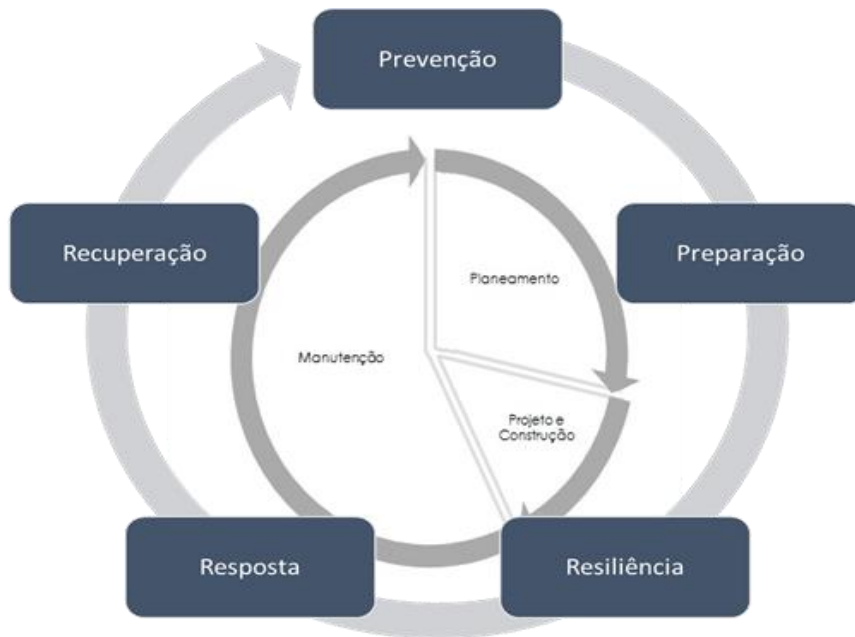 Prevenção
Recuperação
Preparação
Planeamento
Manutenção
Projeto e
Construção
Resposta
Resiliência